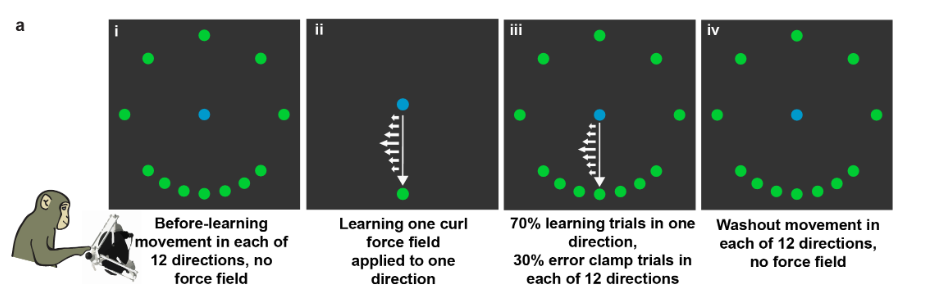 a
i
ii
iii
iv
Before-learning
movement in each of
12 directions, no
force field
Learning one curl
force field
applied to one
direction
70% learning trials in one
direction,
30% error clamp trials in
each of 12 directions
Washout movement in
each of 12 directions,
no force field